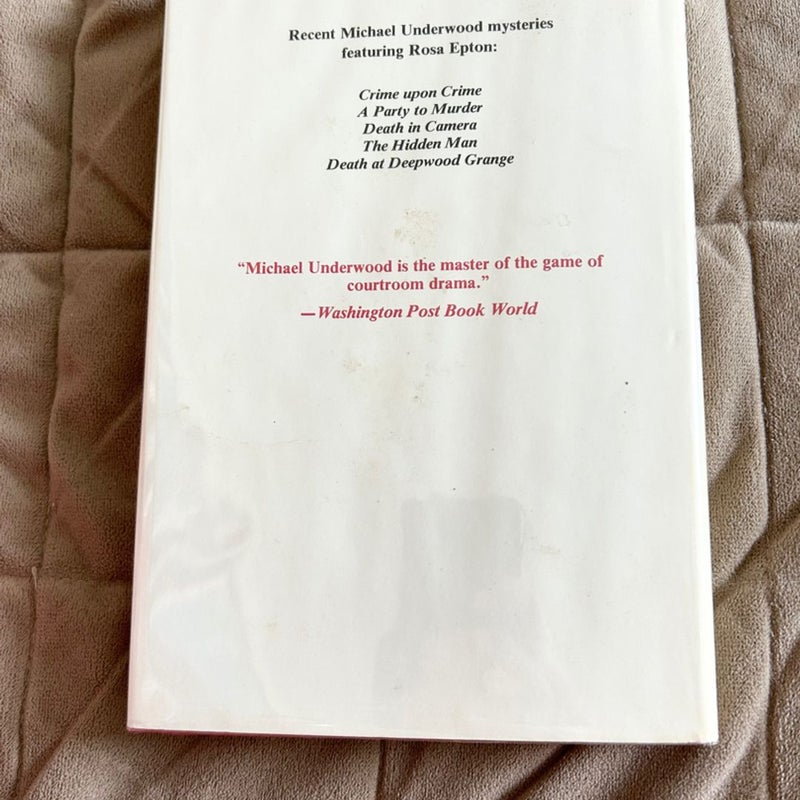 Recent Michael Underwood mysteries
featuring Rosa Epton:
Crime upon Crime
A Party to Murder
Death in Camera
The Hidden Man
Death at Deepwood Grange
“Michael Underwood is the master of the game of
courtroom drama.”
—Washington Post Book World